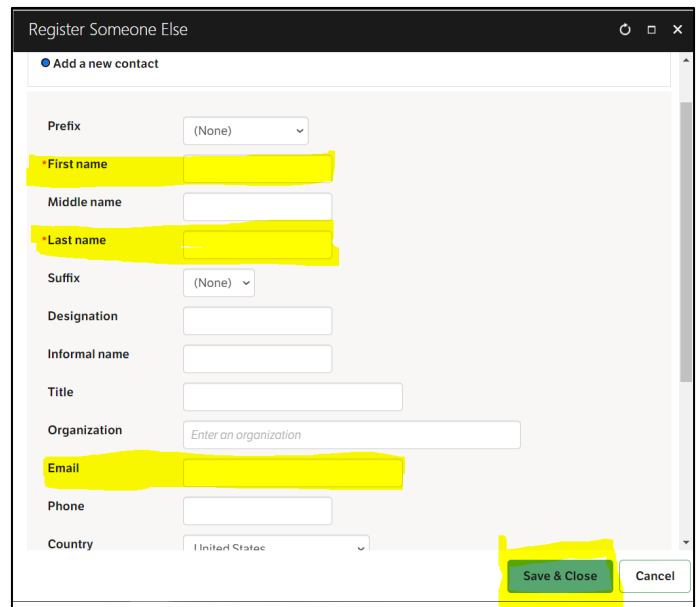 Register Someone Else
Add a new contact
Prefix (None)
*First name
Middle name
*Last name
Suffix (None)
Designation
Informal name
Title
Organization Enter an organization
Email
Phone
Country United States
Save & Close Cancel